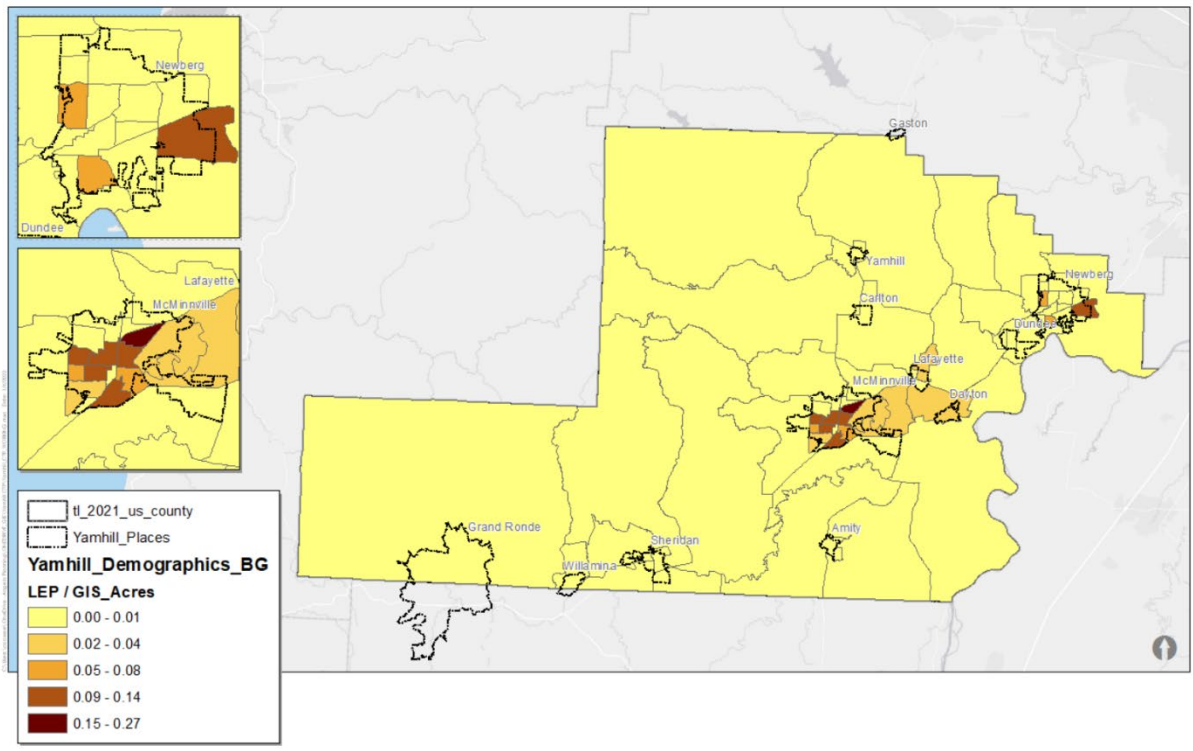 Newberg
Dundee
Lafayette
McMinnville
tl_2021_us_county
Yamhill_Places
Yamhill_Demographics_BG
LEP / GIS_Acres
0.00 - 0.01
0.02 - 0.04
0.05 - 0.08
0.09 - 0.14
0.15 - 0.27
Gaston
Yamhill
Newberg
Carlton
Dundee
Lafayette
McMinnville
Dayton
Grand Ronde
Sheridan
Amity
Willamina